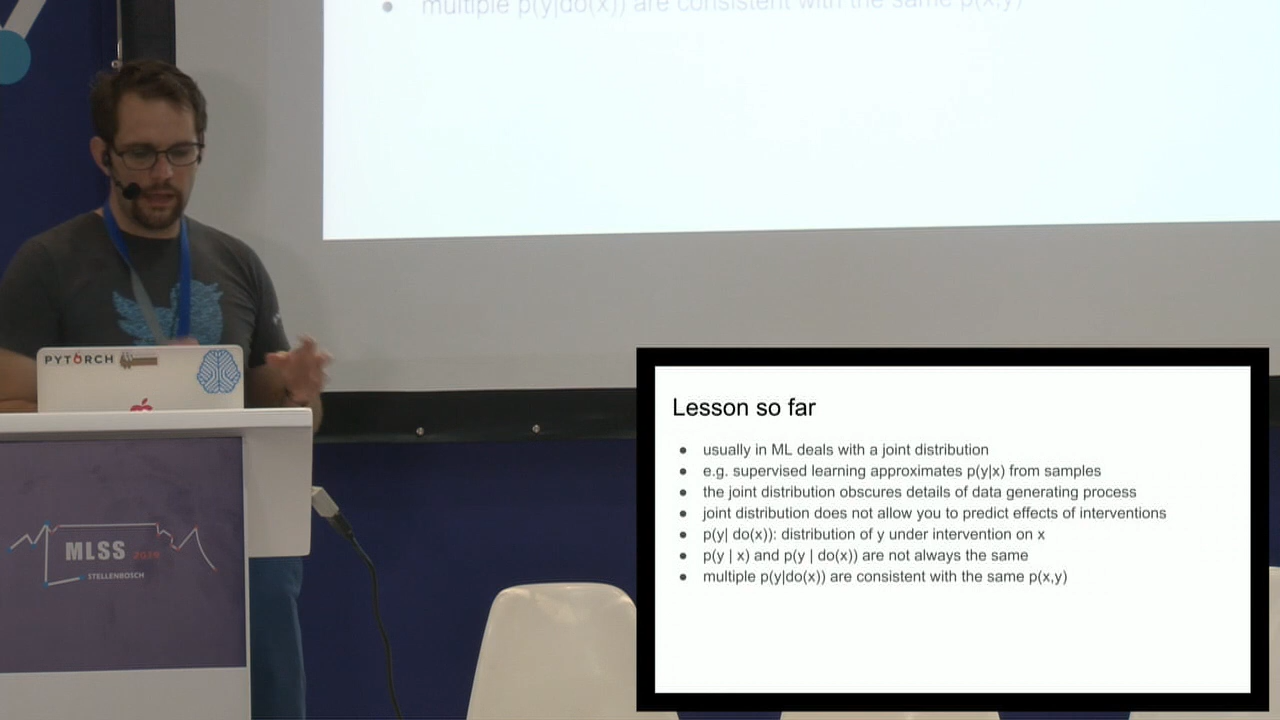 multiple p(y|do(x)) are consistent with the same p(x,y)
PYTORCH
MLSS 2019
STELLENBOSCH
Lesson so far
• usually in ML deals with a joint distribution
• e.g. supervised learning approximates p(y|x) from samples
• the joint distribution obscures details of data generating process
• joint distribution does not allow you to predict effects of interventions
• p(y| do(x)): distribution of y under intervention on x
• p(y | x) and p(y | do(x)) are not always the same
• multiple p(y|do(x)) are consistent with the same p(x,y)